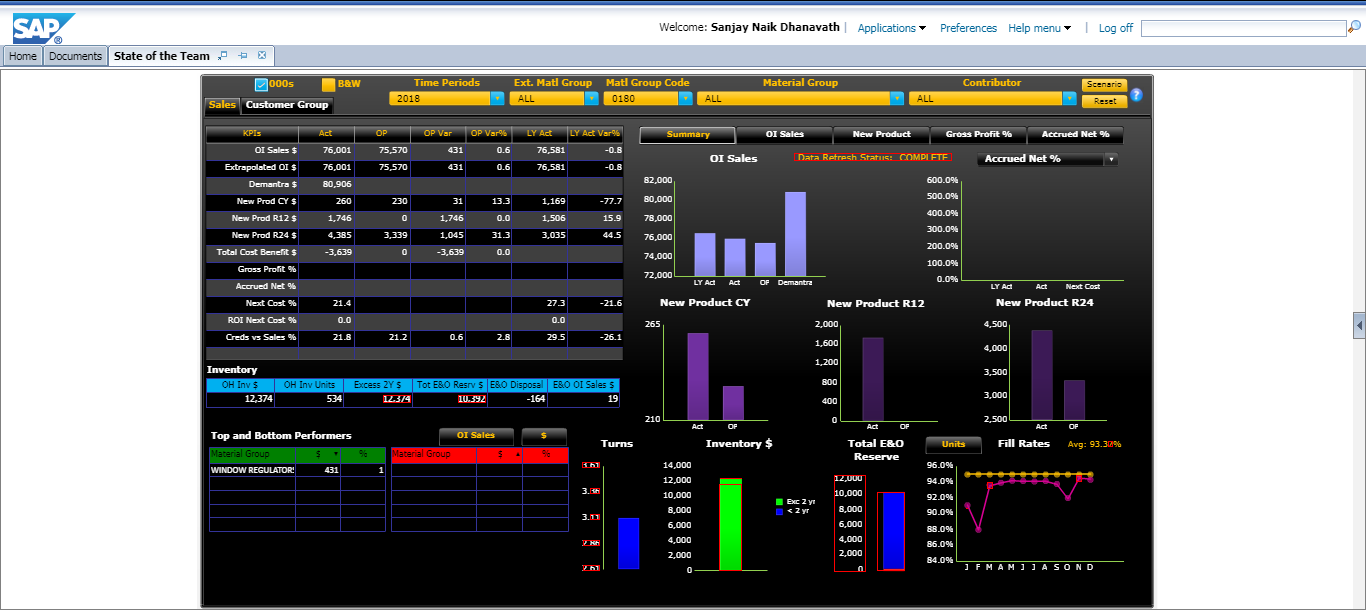 SAP ®
Welcome: Sanjay Naik Dhanavath | Applications Preferences Help menu | Log off
Home Documents State of the Team
000s B&W Time Periods Ext. Matl Group Matl Group Code Material Group Contributor Scenario
2018 ALL 0180 ALL ALL Reset ?
Sales Customer Group
KPIs Act OP OP Var OP Var% LY Act LY Act Var%
OI Sales $ 76,001 75,570 431 0.6 76,581 -0.8
Extrapolated OI $ 76,001 75,570 431 0.6 76,581 -0.8
Demantra $ 80,906
New Prod CY $ 260 230 31 13.3 1,169 -77.7
New Prod R12 $ 1,746 0 1,746 0.0 1,506 15.9
New Prod R24 $ 4,385 3,339 1,045 31.3 3,035 44.5
Total Cost Benefit $ -3,639 0 -3,639 0.0
Gross Profit %
Accrued Net %
Next Cost % 21.4 27.3 -21.6
ROI Next Cost % 0.0 0.0
Creds vs Sales % 21.8 21.2 0.6 2.8 29.5 -26.1
Inventory
OH Inv $ OH Inv Units Excess 2Y $ Tot E&O Resrv $ E&O Disposal E&O OI Sales $
12,374 534 12,374 10,392 -164 19
Top and Bottom Performers OI Sales $
Material Group $ % Material Group $ %
WINDOW REGULATORS 431 1
Summary OI Sales New Product Gross Profit % Accrued Net %
OI Sales Data Refresh Status: COMPLETE Accrued Net %
82,000
80,000
78,000
76,000
74,000
72,000
LY Act Act OP Demantra
600.0%
500.0%
400.0%
300.0%
200.0%
100.0%
0.0%
LY Act Act Next Cost
New Product CY
265
210
Act OP
New Product R12
2,000
1,600
1,200
800
400
0
Act OP
New Product R24
4,500
4,000
3,500
3,000
2,500
Act OP
Turns
3.61
3.36
3.11
2.86
2.61
Inventory $
14,000
12,000
10,000
8,000
6,000
4,000
2,000
0
Exc 2 yr
< 2 yr
Total E&O
Reserve
12,000
10,000
8,000
6,000
4,000
2,000
0
Units Fill Rates Avg:
96.0%
94.0%
92.0%
90.0%
88.0%
86.0%
84.0%
J F M A M J J A S O N D